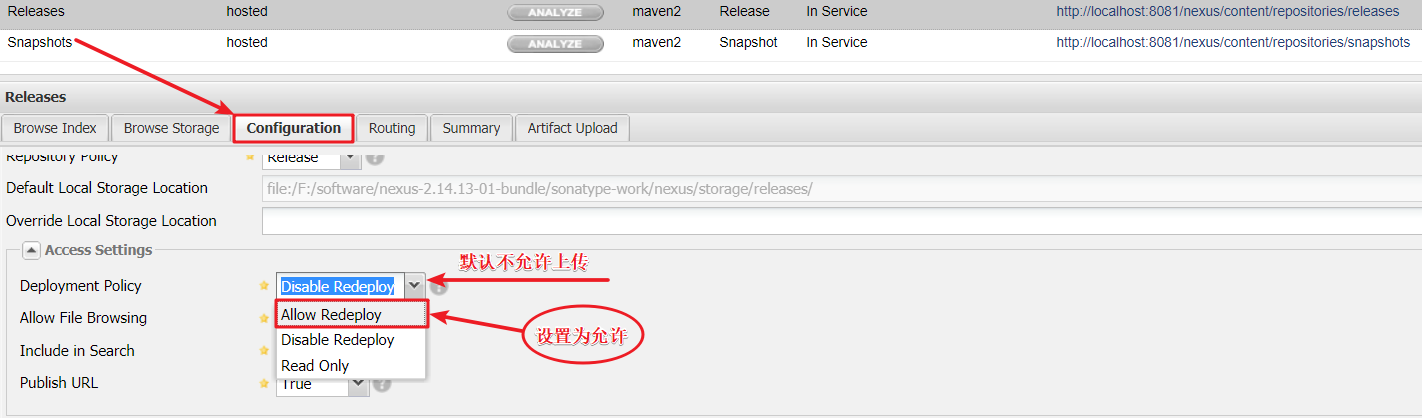 Releases hosted ANALYZE maven2 Release In Service http://localhost:8081/nexus/content/repositories/releases
Snapshots hosted ANALYZE maven2 Snapshot In Service http://localhost:8081/nexus/content/repositories/snapshots
Releases
Browse Index Browse Storage Configuration Routing Summary Artifact Upload
Repository Policy Release
Default Local Storage Location file:/F:/software/nexus-2.14.13-01-bundle/sonatype-work/nexus/storage/releases/
Override Local Storage Location
Access Settings
默认不允许上传
Deployment Policy Disable Redeploy
Allow File Browsing Allow Redeploy
设置为允许
Include in Search Disable Redeploy
Read Only
Publish URL True